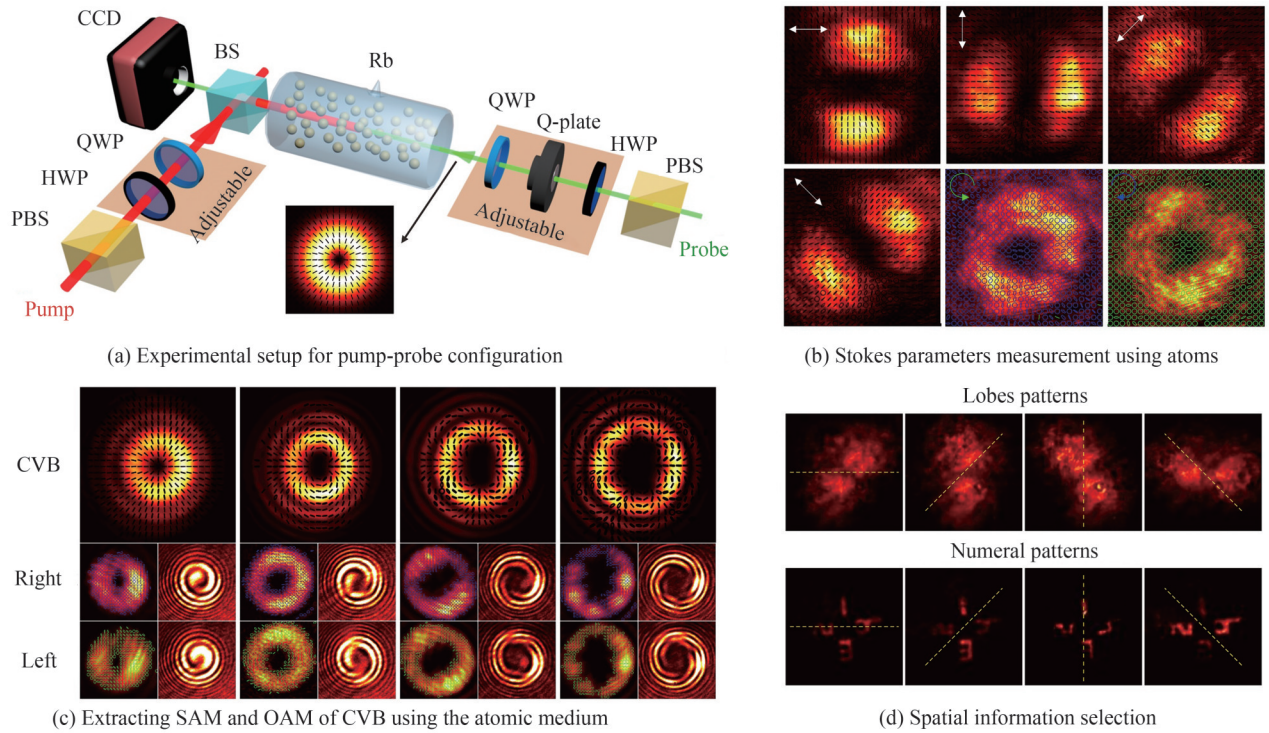 CCD
BS
Rb
QWP
Q-plate
HWP
PBS
QWP
HWP
PBS
Adjustable
Adjustable
Probe
Pump
(a) Experimental setup for pump-probe configuration
(b) Stokes parameters measurement using atoms
CVB
Right
Left
(c) Extracting SAM and OAM of CVB using the atomic medium
Lobes patterns
Numeral patterns
(d) Spatial information selection